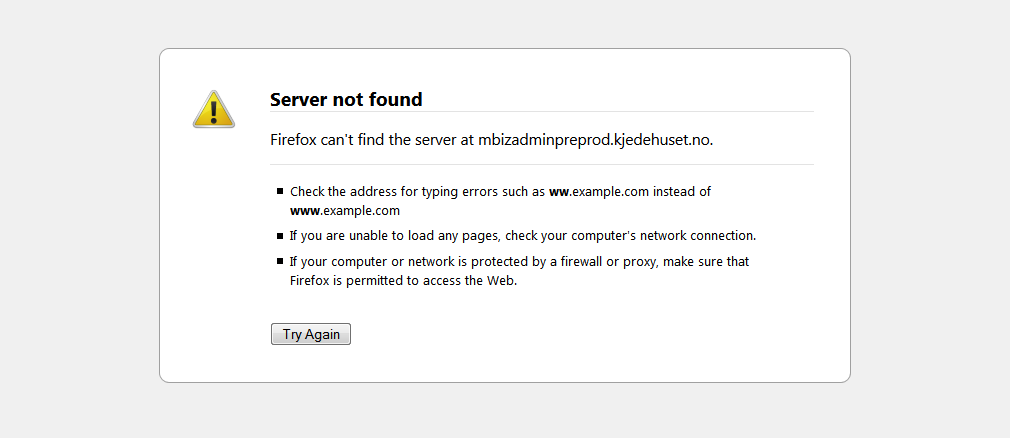 Server not found
Firefox can't find the server at mbizadminpreprod.kjedehuset.no.
Check the address for typing errors such as ww.example.com instead of
www.example.com
If you are unable to load any pages, check your computer's network connection.
If your computer or network is protected by a firewall or proxy, make sure that
Firefox is permitted to access the Web.
Try Again